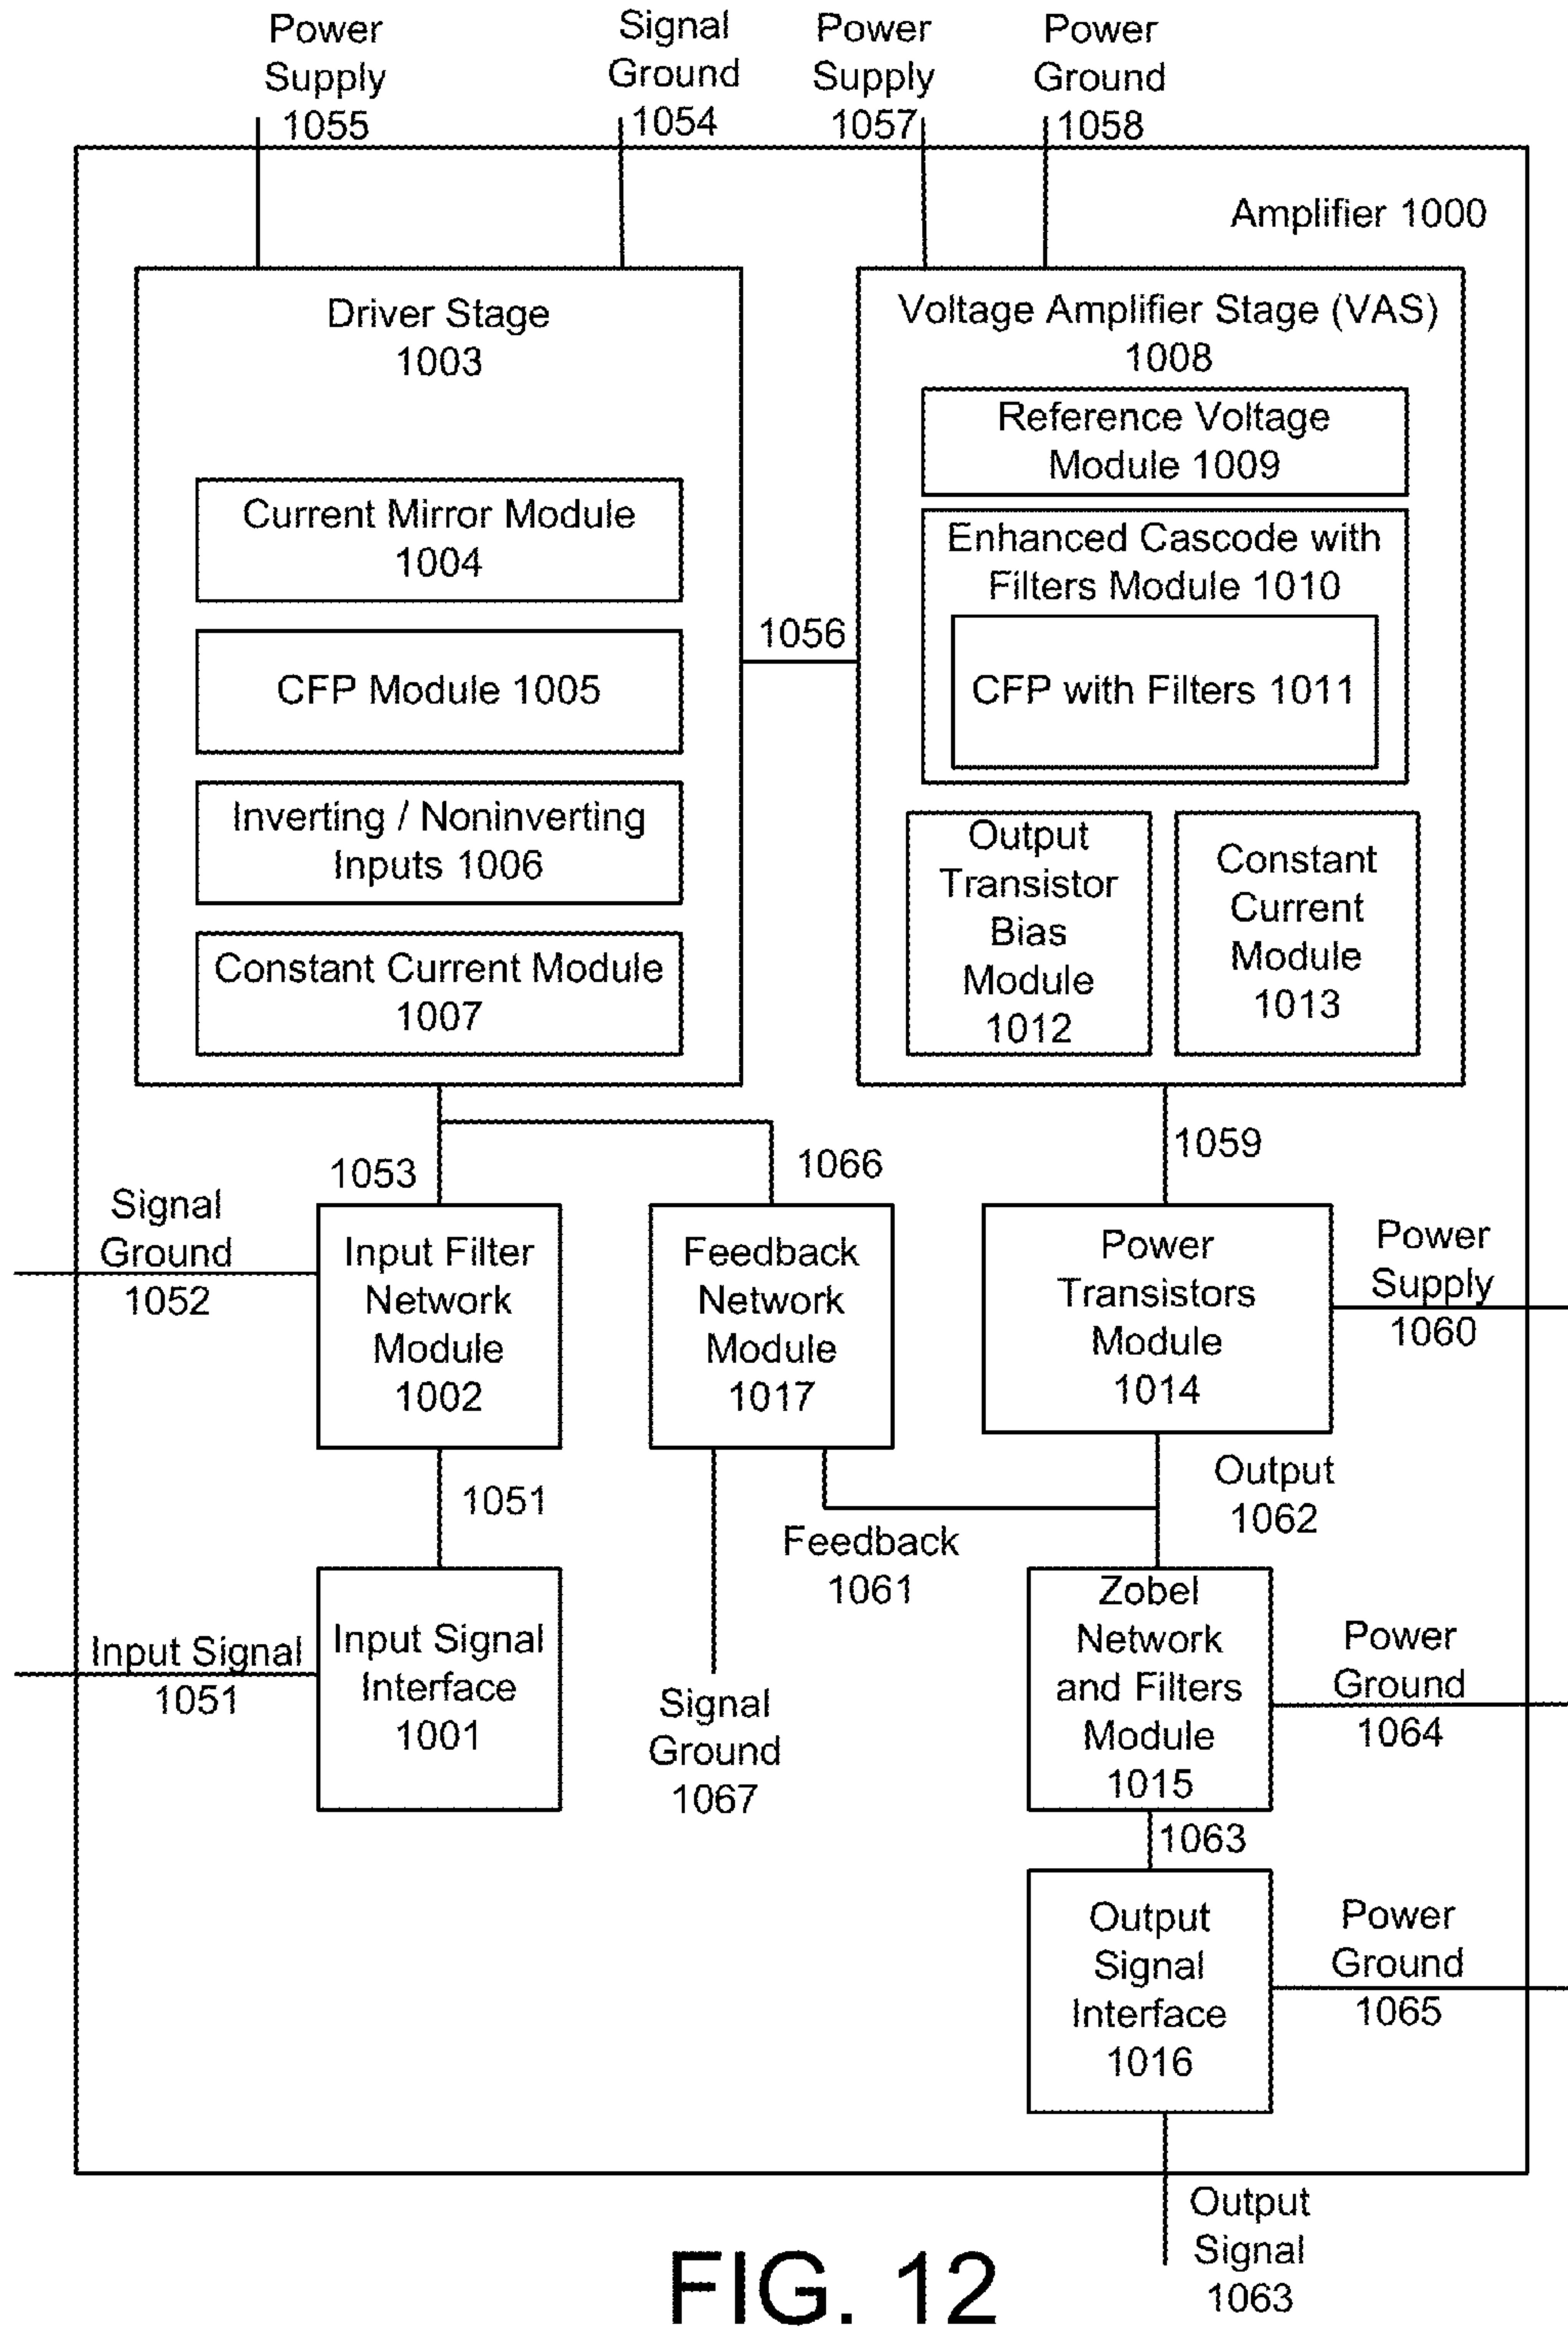 Power
Supply
1055
Signal
Ground
1054
Power
Supply
1057
Power
Ground
1058
Amplifier 1000
Driver Stage
1003
Current Mirror Module
1004
CFP Module 1005
Inverting / Noninverting
Inputs 1006
Constant Current Module
1007
1056
Voltage Amplifier Stage (VAS)
1008
Reference Voltage
Module 1009
Enhanced Cascode with
Filters Module 1010
CFP with Filters 1011
Output
Transistor
Bias
Module
1012
Constant
Current
Module
1013
1053
1066
1059
Signal
Ground
1052
Input Filter
Network
Module
1002
Feedback
Network
Module
1017
Power
Transistors
Module
1014
Power
Supply
1060
1051
Feedback
1061
Output
1062
Input Signal
1051
Input Signal
Interface
1001
Signal
Ground
1067
Zobel
Network
and Filters
Module
1015
Power
Ground
1064
1063
Output
Signal
Interface
1016
Power
Ground
1065
Output
Signal
1063
FIG. 12